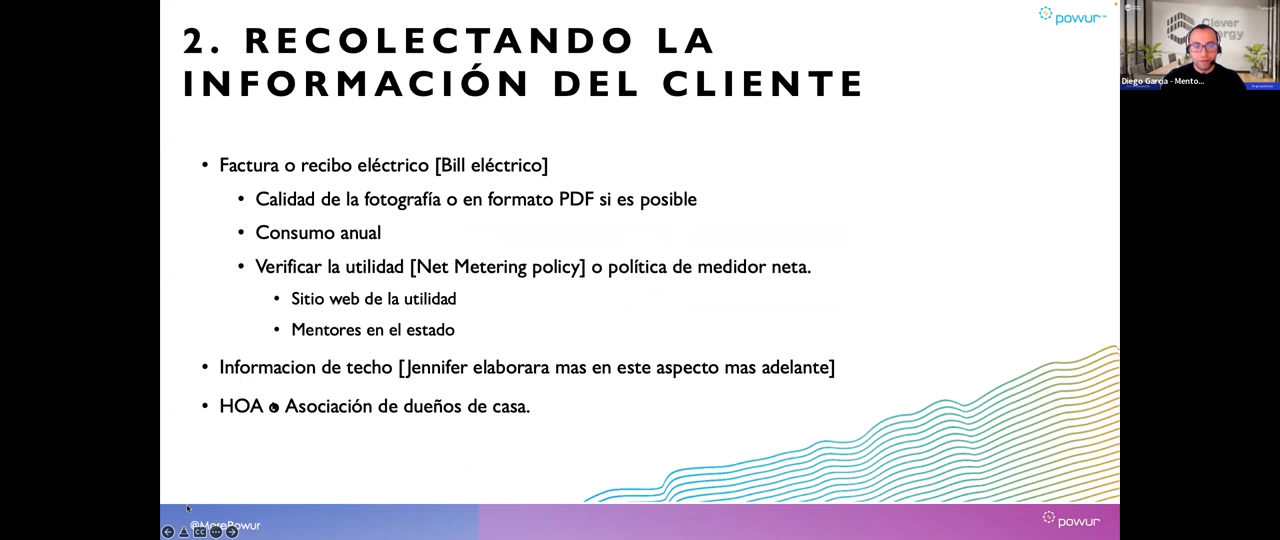 powur
2. RECOLECTANDO LA
INFORMACIÓN DEL CLIENTE
Factura o recibo eléctrico [Bill eléctrico]
Calidad de la fotografía o en formato PDF si es posible
Consumo anual
Verificar la utilidad [Net Metering policy] o política de medidor neta.
Sitio web de la utilidad
Mentores en el estado
Informacion de techo [Jennifer elaborara mas en este aspecto mas adelante]
HOA o Asociación de dueños de casa.
@MorePowur
powur
Clever
Energy
Diego Garcia - Mento...